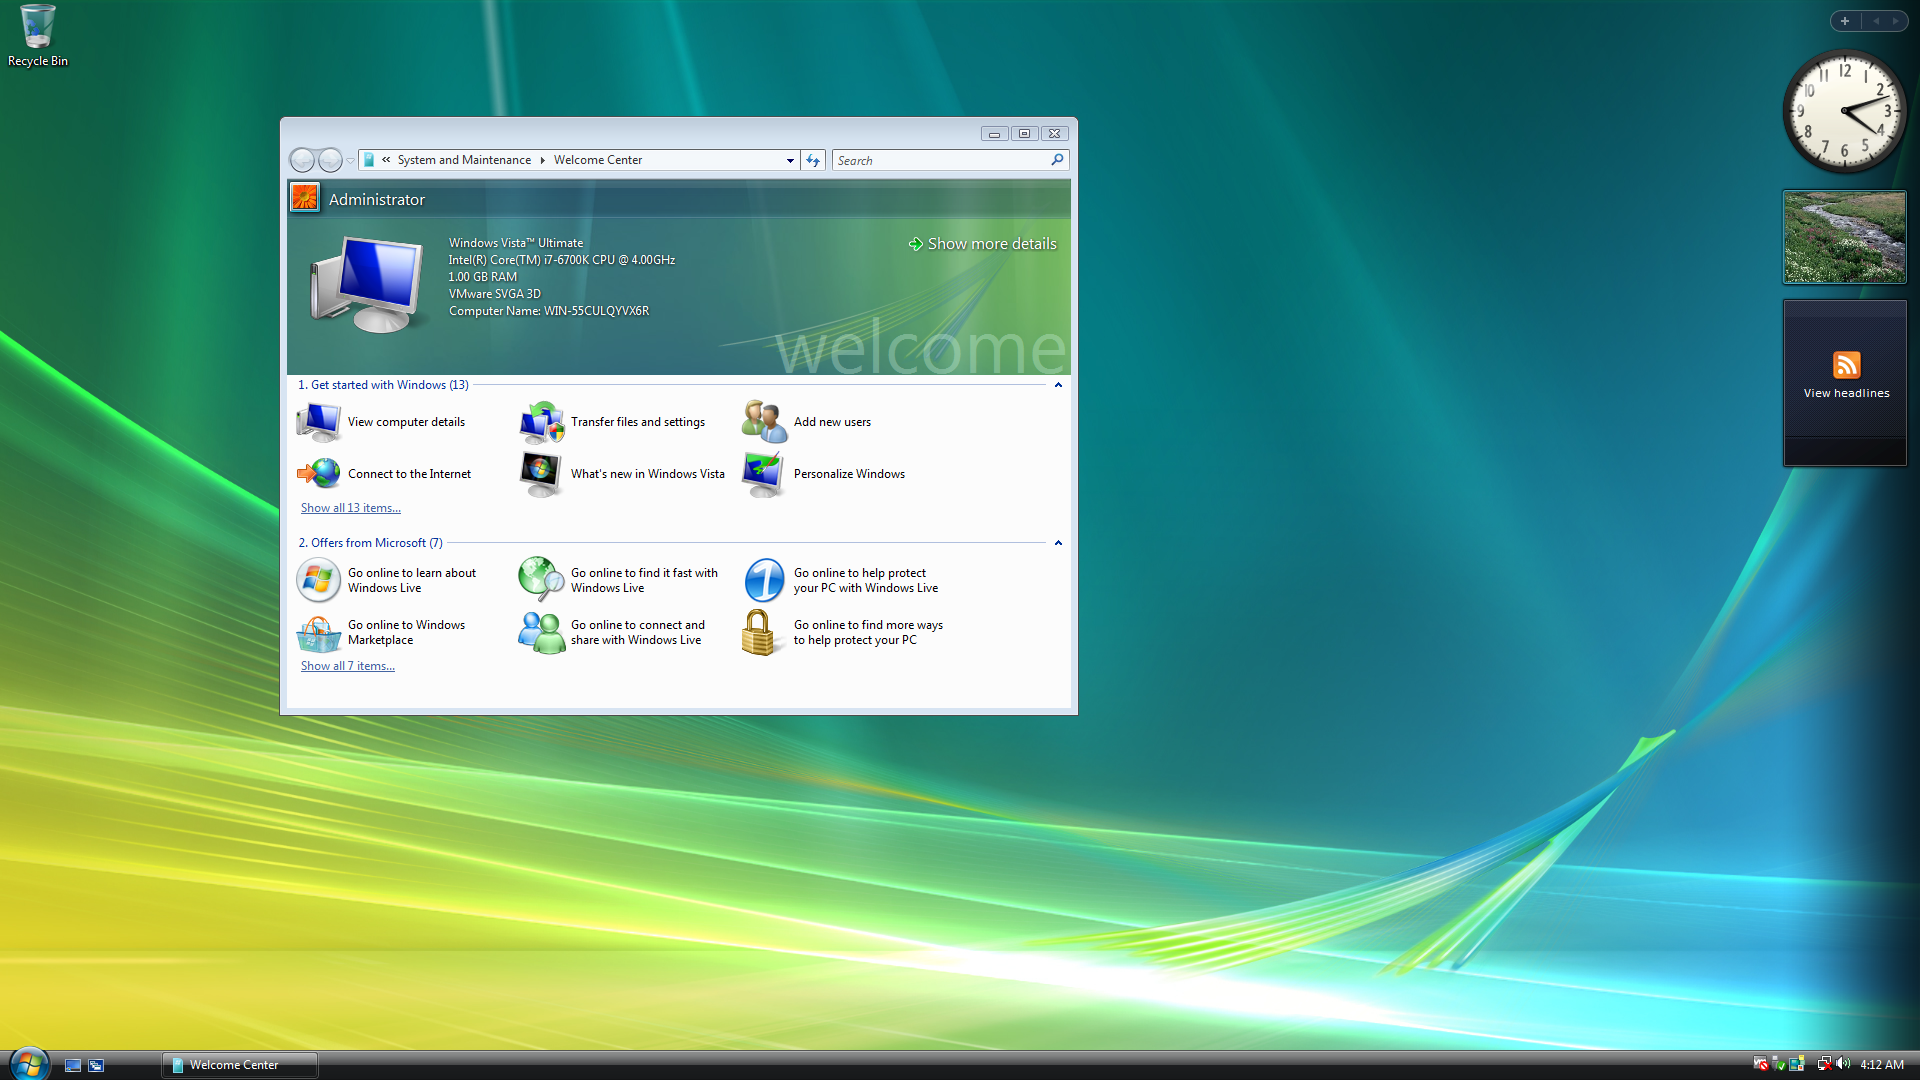 Recycle Bin
« System and Maintenance ▸ Welcome Center
Search
Administrator
Windows Vista™ Ultimate
Intel(R) Core(TM) i7-6700K CPU @ 4.00GHz
1.00 GB RAM
VMware SVGA 3D
Computer Name: WIN-55CULQYVX6R
Show more details
welcome
1. Get started with Windows (13)
View computer details
Transfer files and settings
Add new users
Connect to the Internet
What's new in Windows Vista
Personalize Windows
Show all 13 items...
2. Offers from Microsoft (7)
Go online to learn about
Windows Live
Go online to find it fast with
Windows Live
Go online to help protect
your PC with Windows Live
Go online to Windows
Marketplace
Go online to connect and
share with Windows Live
Go online to find more ways
to help protect your PC
Show all 7 items...
12
1
2
3
4
5
6
7
8
9
10
11
View headlines
Welcome Center
4:12 AM